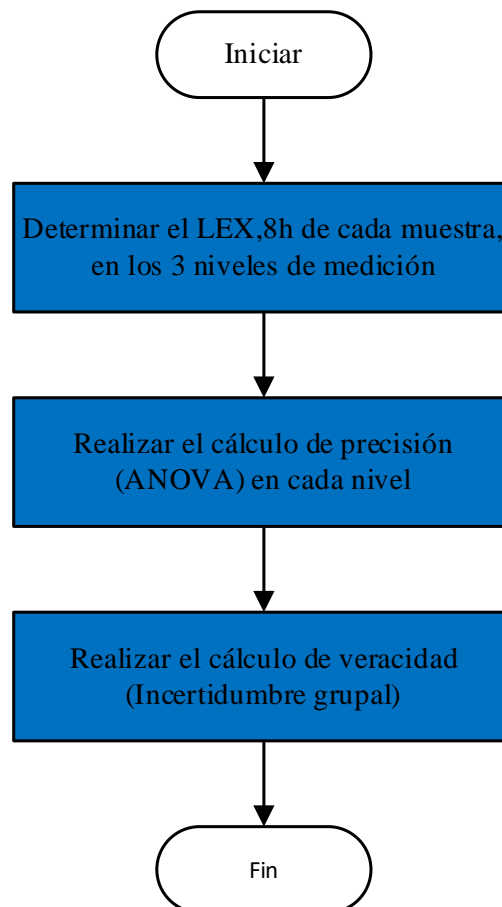 Iniciar
Determinar el LEX,8h de cada muestra,
en los 3 niveles de medición
Realizar el cálculo de precisión
(ANOVA) en cada nivel
Realizar el cálculo de veracidad
(Incertidumbre grupal)
Fin